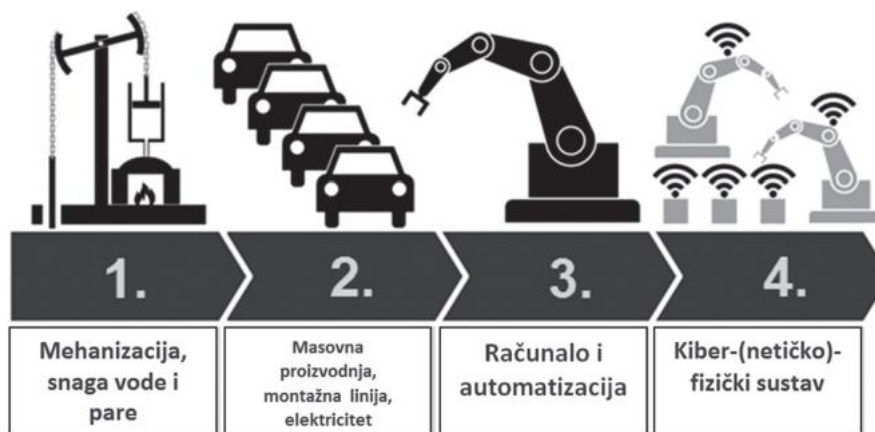 1.
2.
3.
4.
Mehanizacija,
snaga vode i
pare
Masovna
proizvodnja,
montažna linija,
elektricitet
Računalo i
automatizacija
Kiber-(netičko)-
fizički sustav